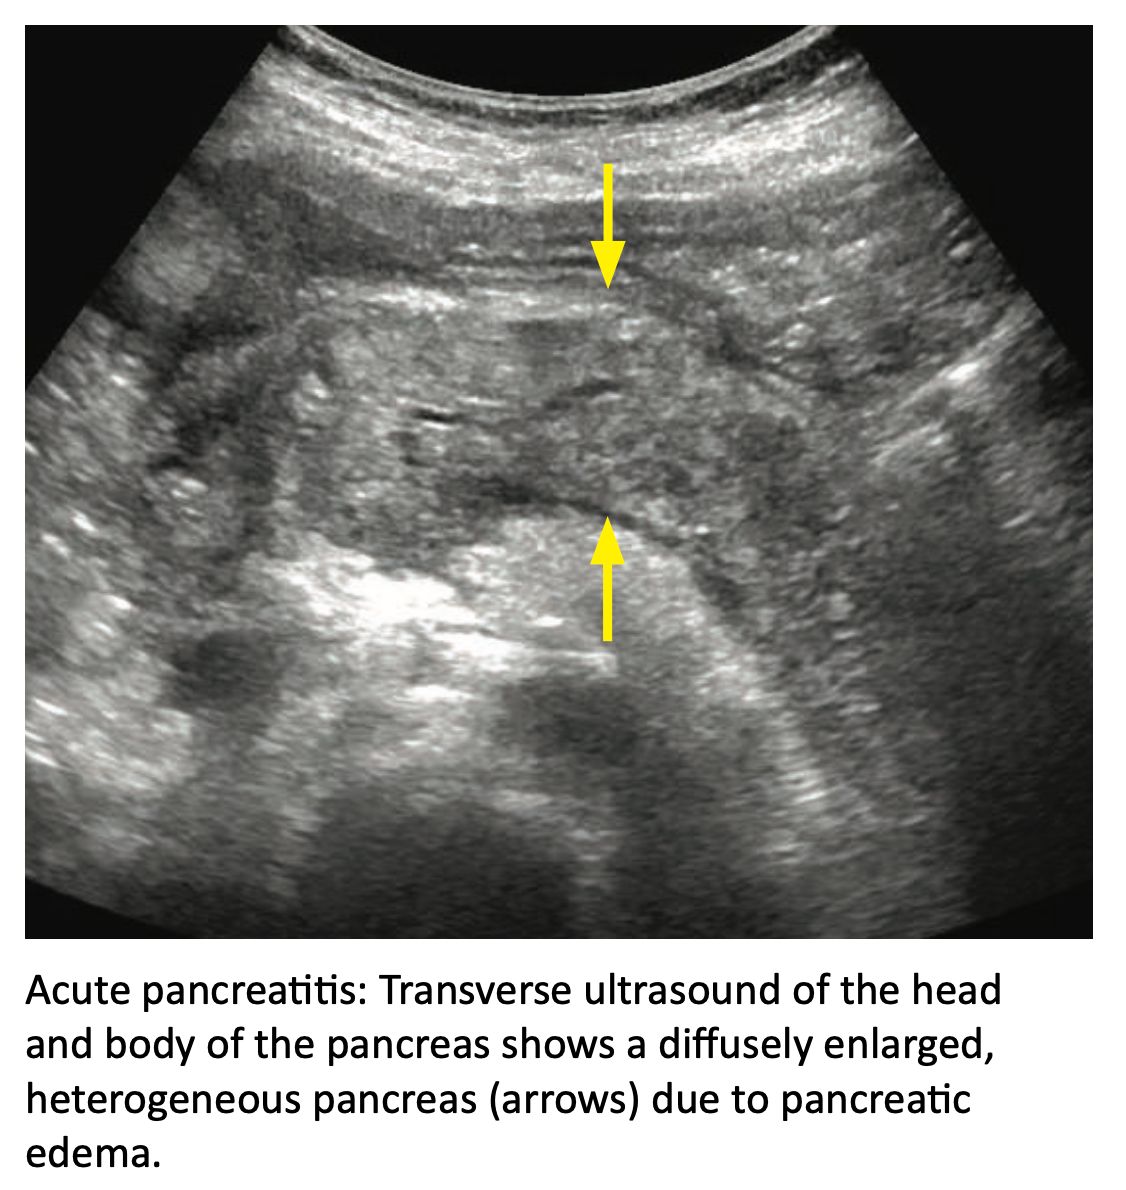 Acute pancreatitis: Transverse ultrasound of the head
and body of the pancreas shows a diffusely enlarged,
heterogeneous pancreas (arrows) due to pancreatic
edema.